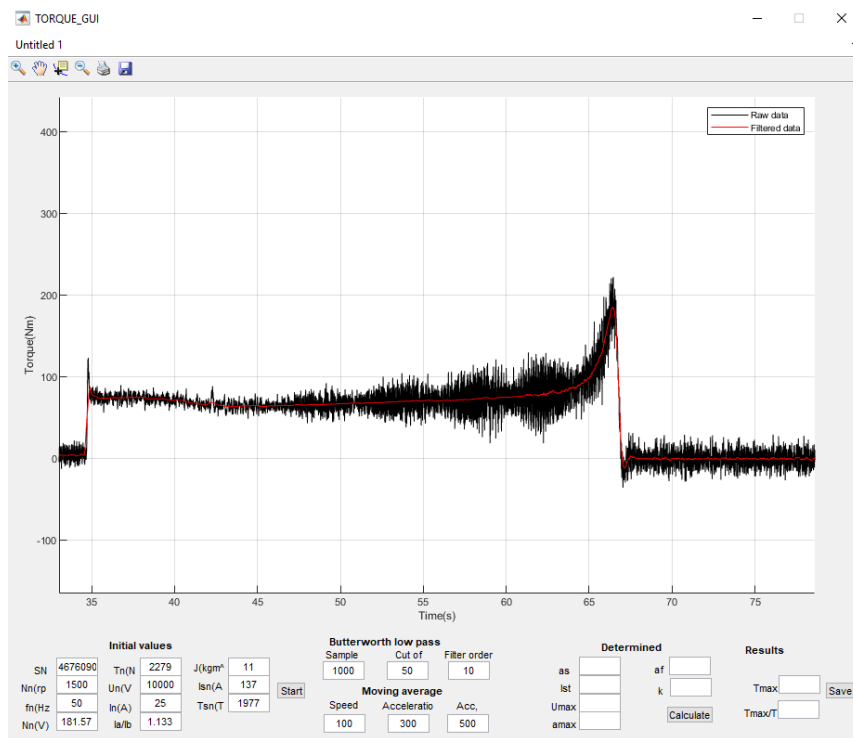 TORQUE_GUI
Untitled 1
Raw data
Filtered data
400
300
200
100
0
-100
Torque(Nm)
35 40 45 50 55 60 65 70 75
Time(s)
Initial values
SN 4676090 Tn(N 2279 J(kgm^ 11
Nn(rp 1500 Un(V 10000 Isn(A 137 Start
fn(Hz 50 In(A) 25 Tsn(T 1977
Nn(V) 181.57 Ia/Ib 1.133
Butterworth low pass
Sample Cut of Filter order
1000 50 10
Moving average
Speed Acceleratio Acc,
100 300 500
Determined
as af
Ist k
Umax
amax Calculate
Results
Tmax Save
Tmax/T